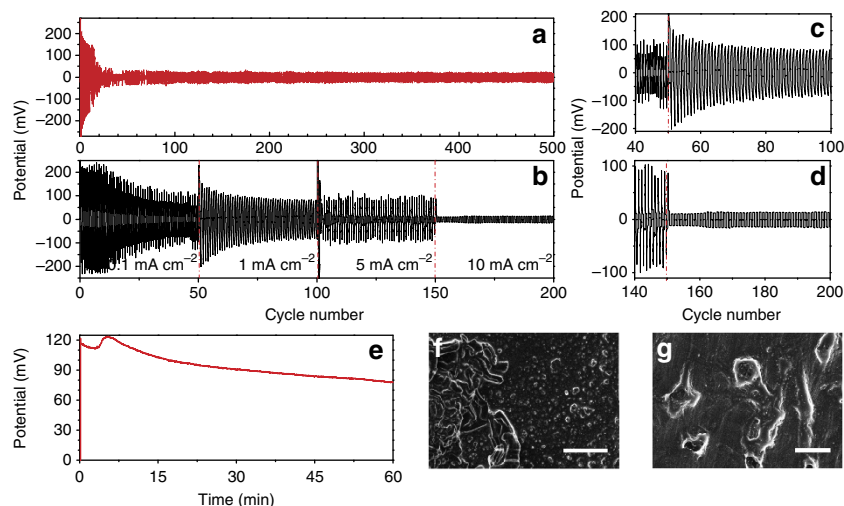 a
Potential (mV)
200
100
0
−100
−200
0
100
200
300
400
500
b
200
100
0
−100
−200
0.1 mA cm−2
1 mA cm−2
5 mA cm−2
10 mA cm−2
0
50
100
150
200
Cycle number
c
Potential (mV)
200
100
0
−100
−200
40
60
80
100
d
100
0
−100
140
160
180
200
Cycle number
e
Potential (mV)
120
90
60
30
0
0
15
30
45
60
Time (min)
f
g